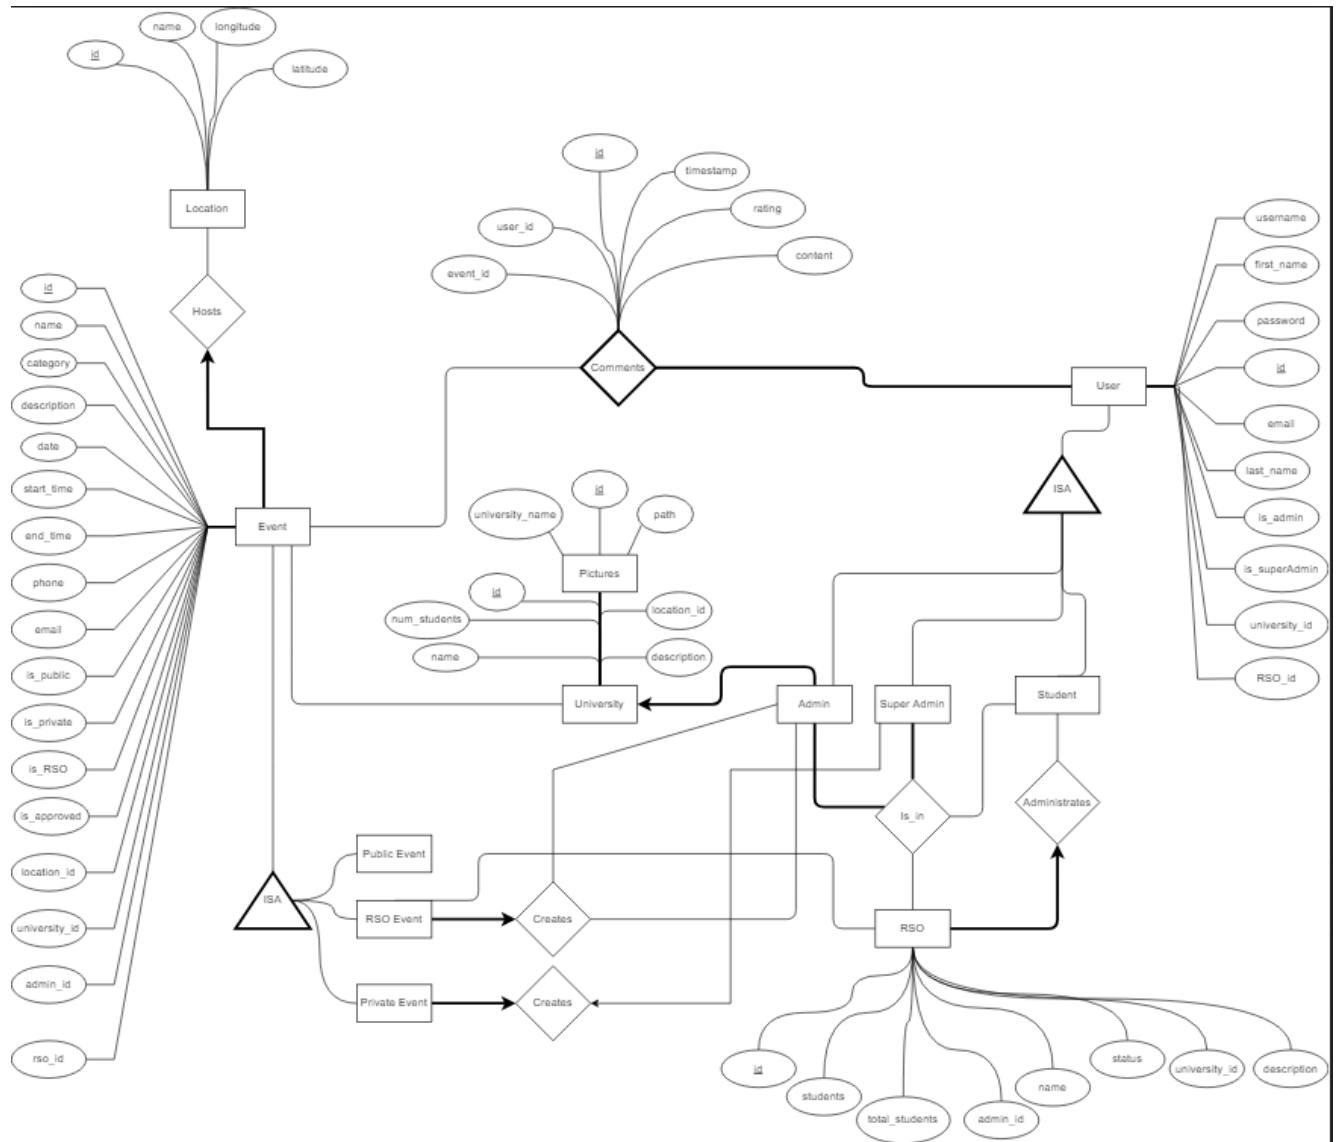 name
longitude
id
latitude
Location
Hosts
id
timestamp
rating
user_id
content
event_id
Comments
username
first_name
password
id
email
last_name
is_admin
is_superAdmin
university_id
RSO_id
User
ISA
id
name
category
description
date
start_time
end_time
phone
email
is_public
is_private
is_RSO
is_approved
location_id
university_id
admin_id
rso_id
Event
id
university_name
path
Pictures
id
location_id
num_students
name
description
University
Admin
Super Admin
Student
Is_in
Administrates
Public Event
ISA
RSO Event
Creates
RSO
Private Event
Creates
id
students
total_students
admin_id
name
status
university_id
description